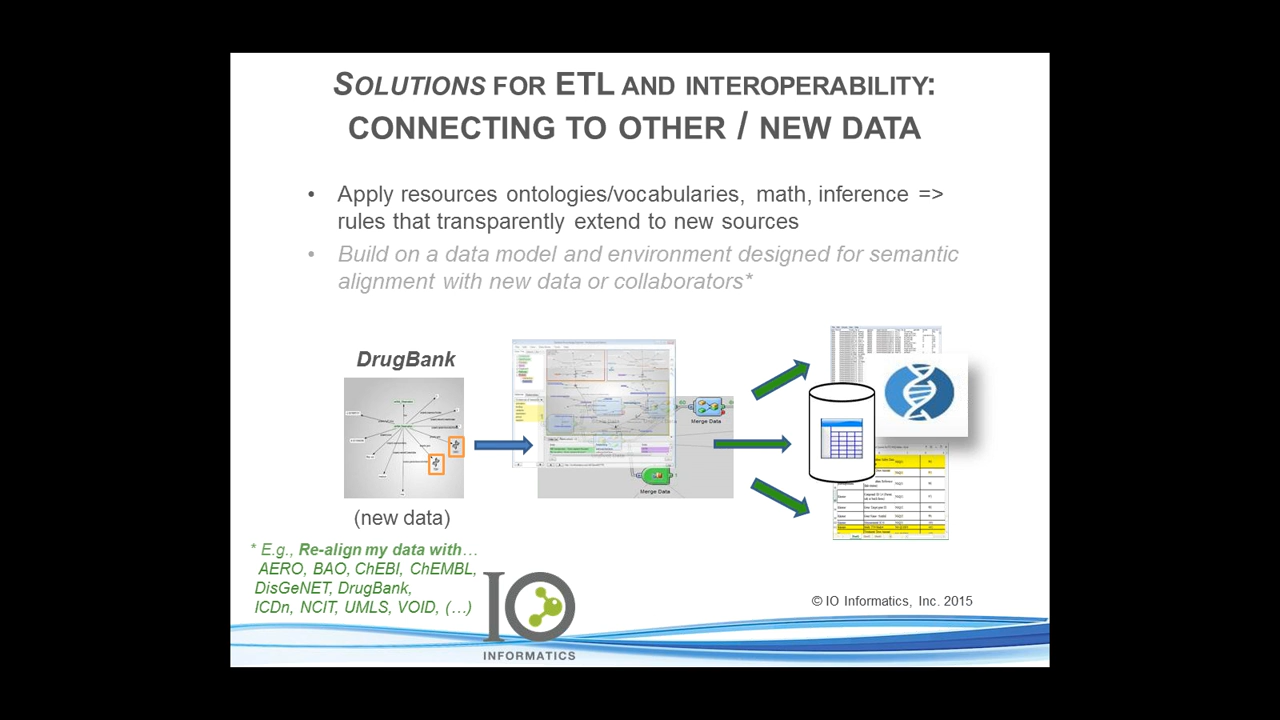 SOLUTIONS FOR ETL AND INTEROPERABILITY:
CONNECTING TO OTHER / NEW DATA
• Apply resources ontologies/vocabularies, math, inference =>
rules that transparently extend to new sources
• Build on a data model and environment designed for semantic
alignment with new data or collaborators*
DrugBank
Merge Data
Merge Data
(new data)
* E.g., Re-align my data with…
AERO, BAO, ChEBI, ChEMBL,
DisGeNET, DrugBank,
ICDn, NCIT, UMLS, VOID, (…)
IO
INFORMATICS
© IO Informatics, Inc. 2015